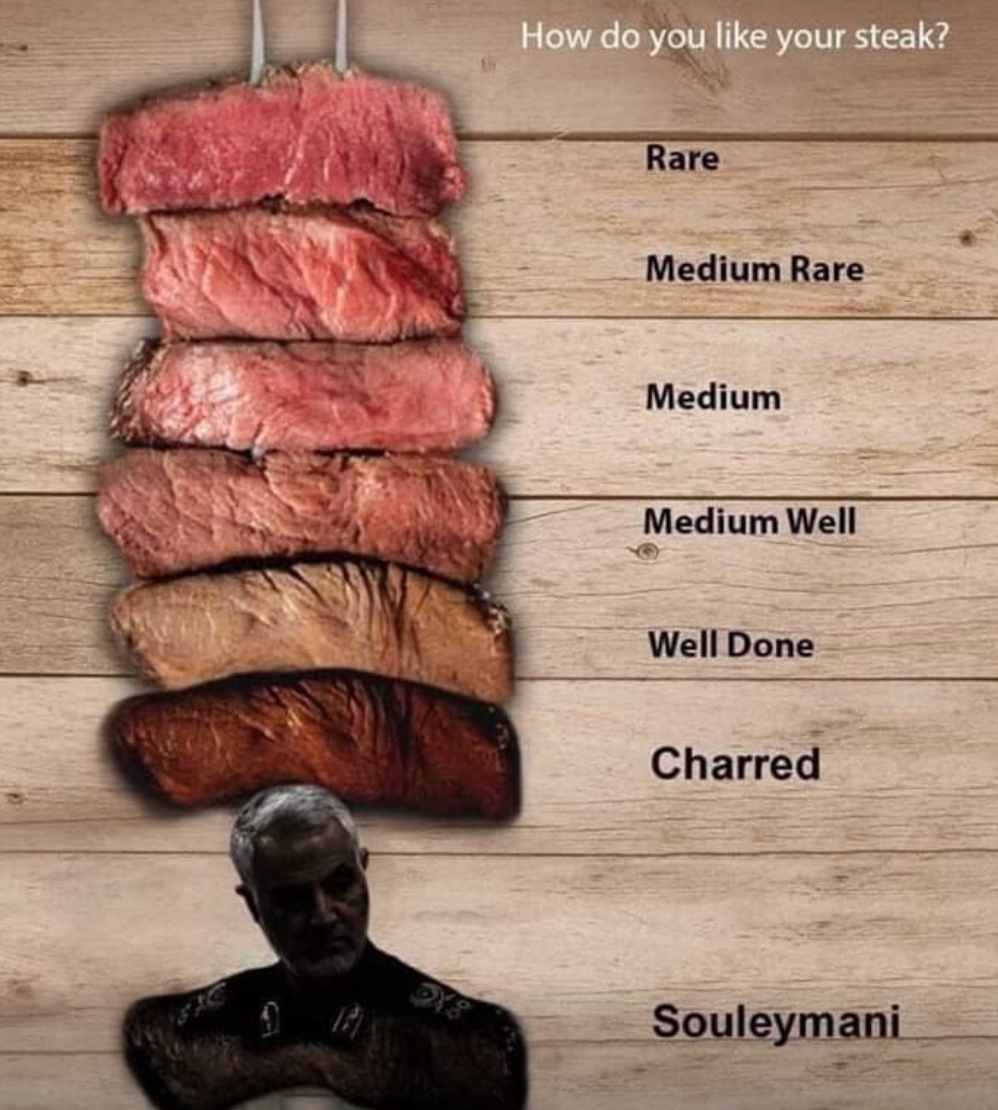 How do you like your steak?
Rare
Medium Rare
Medium
Medium Well
Well Done
Charred
Souleymani